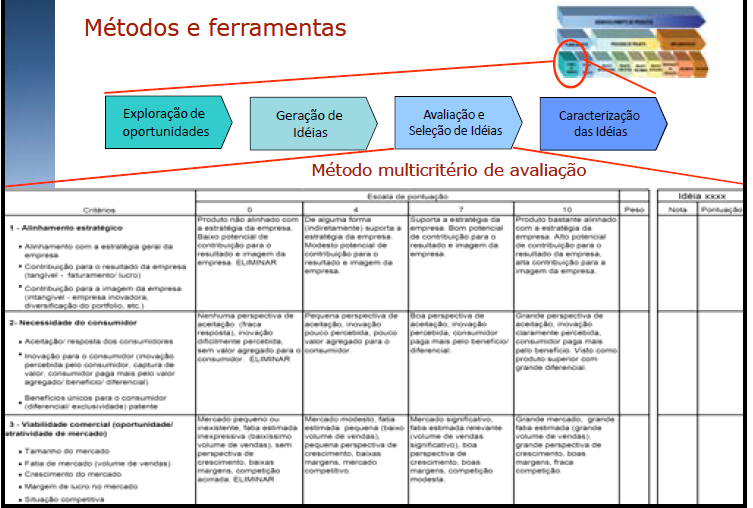 Métodos e ferramentas
Exploração de
oportunidades
Geração de
Idéias
Avaliação e
Seleção de Idéias
Caracterização
das Idéias
Método multicritério de avaliação
Critérios
Escala de pontuação
0
4
7
10
Peso
Idéia xxxx
Nota
Pontuação
1 - Alinhamento estratégico
• Alinhamento com a estratégia geral da
empresa
• Contribuição para o resultado da empresa
(tangível - faturamento/ lucro)
• Contribuição para a imagem da empresa
(intangível - empresa inovadora,
diversificação do portfolio, etc.)
Produto não alinhado com
a estratégia da empresa.
Baixo potencial de
contribuição para o
resultado e imagem da
empresa. ELIMINAR
De alguma forma
(indiretamente) suporta a
estratégia da empresa.
Modesto potencial de
contribuição para o
resultado e imagem da
empresa.
Suporta a estratégia da
empresa. Bom potencial
de contribuição para o
resultado e imagem da
empresa.
Produto bastante alinhado
com a estratégia da
empresa. Alto potencial
de contribuição para o
resultado da empresa,
alta contribuição para a
imagem da empresa.
2- Necessidade do consumidor
• Aceitação/ resposta dos consumidores
• Inovação para o consumidor (inovação
percebida pelo consumidor, captura de
valor, consumidor paga mais pelo valor
agregado/ benefício/ diferencial)
• Benefícios únicos para o consumidor
(diferencial/ exclusividade) patente
Nenhuma perspectiva de
aceitação (fraca
resposta), inovação
dificilmente percebida,
sem valor agregado para o
consumidor. ELIMINAR
Pequena perspectiva de
aceitação, inovação
pouco percebida, pouco
valor agregado para o
consumidor.
Boa perspectiva de
aceitação, inovação
percebida, consumidor
paga mais pelo benefício/
diferencial.
Grande perspectiva de
aceitação, inovação
claramente percebida,
consumidor paga mais
pelo benefício. Visto como
produto superior com
grande diferencial.
3 - Viabilidade comercial (oportunidade/
atratividade de mercado)
• Tamanho do mercado
• Fatia de mercado (volume de vendas)
• Crescimento do mercado
• Margem de lucro no mercado
• Situação competitiva
Mercado pequeno ou
inexistente, fatia estimada
inexpressiva (baixíssimo
volume de vendas), sem
perspectiva de
crescimento, baixas
margens, competição
acirrada. ELIMINAR
Mercado modesto, fatia
estimada pequena (baixo
volume de vendas),
pequena perspectiva de
crescimento, baixas
margens, mercado
competitivo.
Mercado significativo,
fatia estimada relevante
(volume de vendas
significativo), boa
perspectiva de
crescimento, boas
margens, competição
modesta.
Grande mercado, grande
fatia estimada (grande
volume de vendas),
grande perspectiva de
crescimento, boas
margens, fraca
competição.